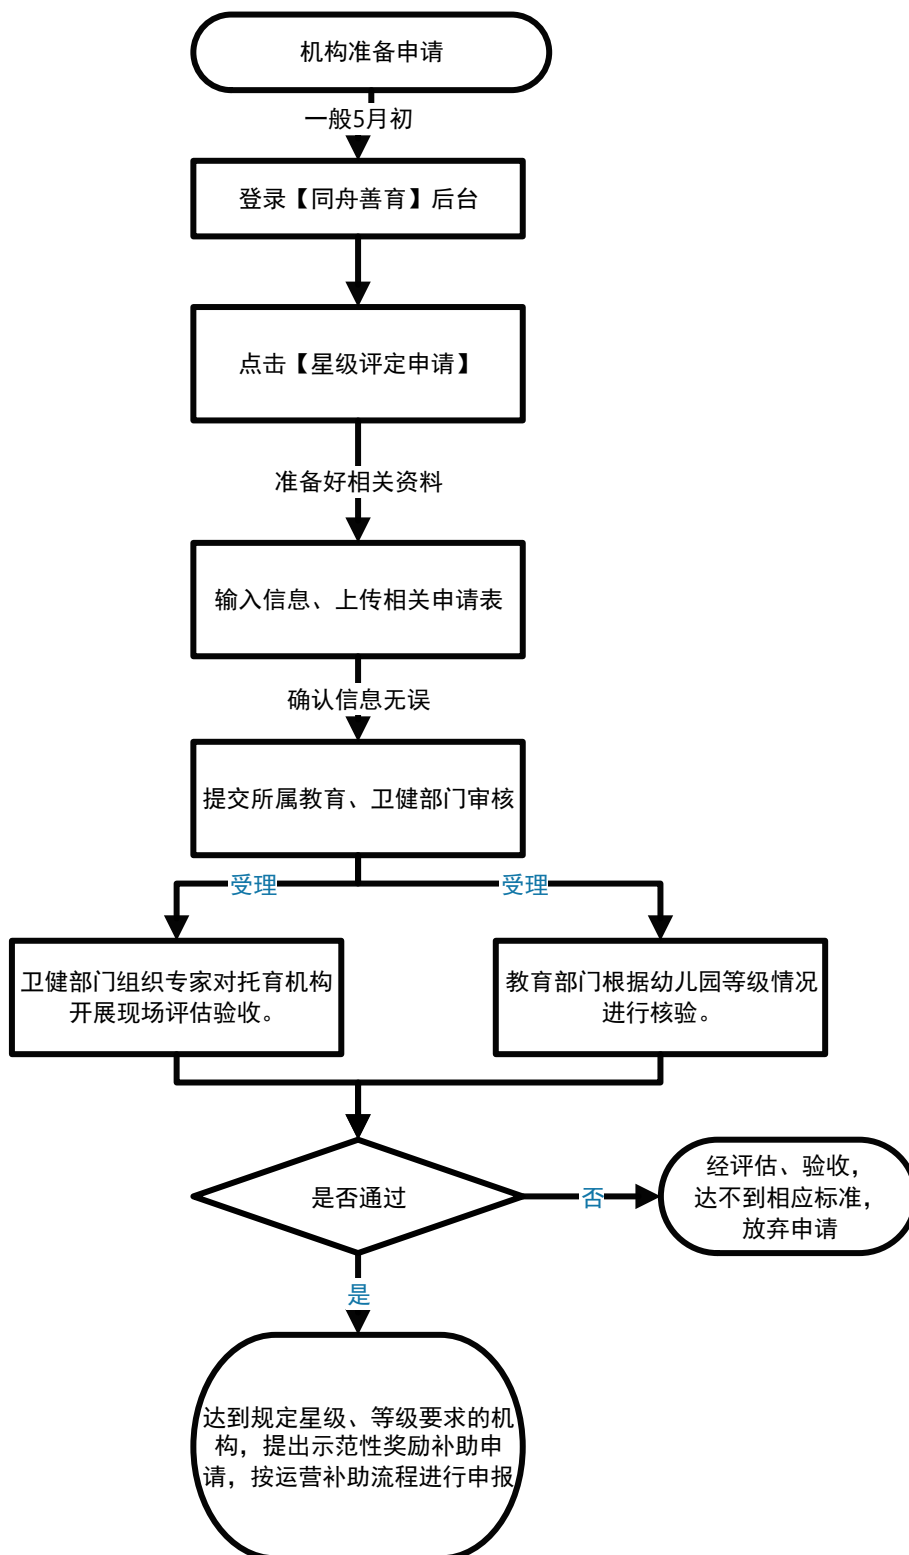 机构准备申请
一般5月初
登录【同舟善育】后台
点击【星级评定申请】
准备好相关资料
输入信息、上传相关申请表
确认信息无误
提交所属教育、卫健部门审核
受理
受理
卫健部门组织专家对托育机构
开展现场评估验收。
教育部门根据幼儿园等级情况
进行核验。
是否通过
否
经评估、验收，
达不到相应标准，
放弃申请
是
达到规定星级、等级要求的机
构，提出示范性奖励补助申
请，按运营补助流程进行申报